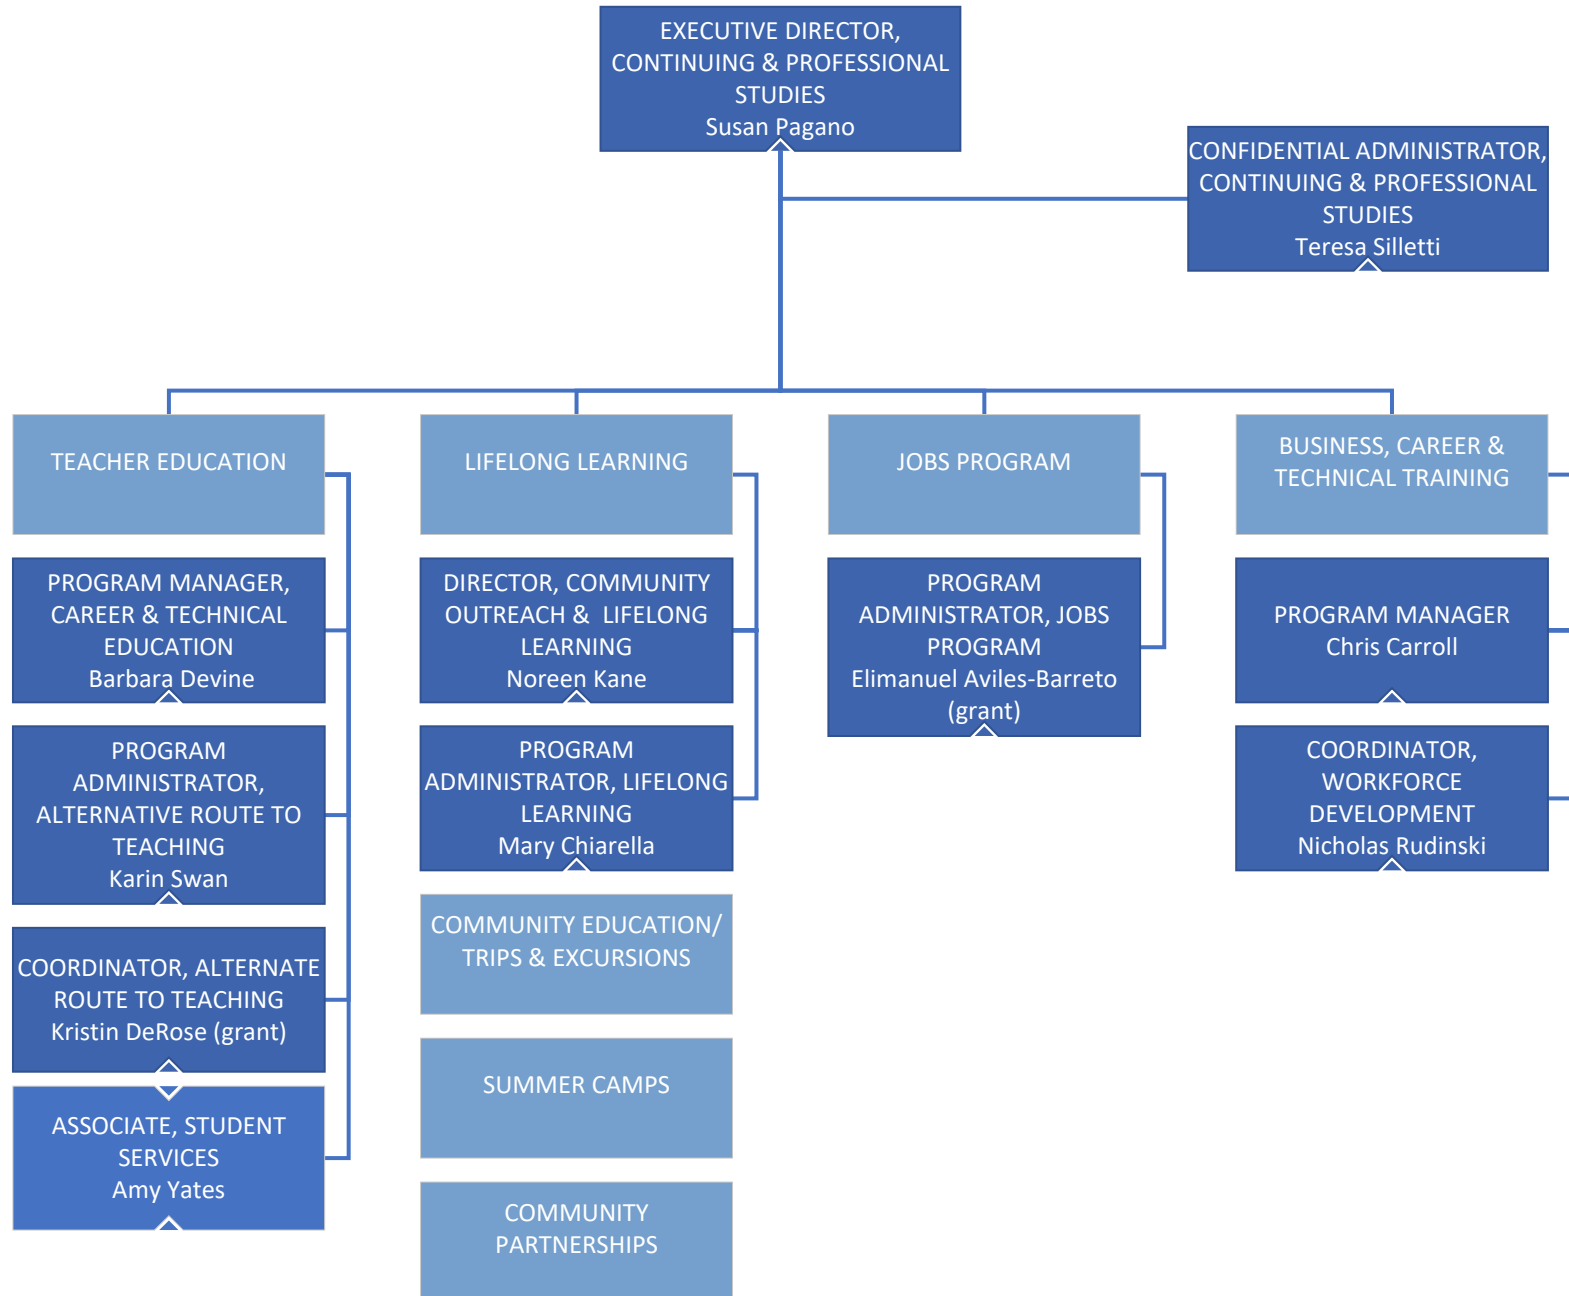 EXECUTIVE DIRECTOR,
CONTINUING & PROFESSIONAL
STUDIES
Susan Pagano
CONFIDENTIAL ADMINISTRATOR,
CONTINUING & PROFESSIONAL
STUDIES
Teresa Silletti
TEACHER EDUCATION
PROGRAM MANAGER,
CAREER & TECHNICAL
EDUCATION
Barbara Devine
PROGRAM
ADMINISTRATOR,
ALTERNATIVE ROUTE TO
TEACHING
Karin Swan
COORDINATOR, ALTERNATE
ROUTE TO TEACHING
Kristin DeRose (grant)
ASSOCIATE, STUDENT
SERVICES
Amy Yates
LIFELONG LEARNING
DIRECTOR, COMMUNITY
OUTREACH & LIFELONG
LEARNING
Noreen Kane
PROGRAM
ADMINISTRATOR, LIFELONG
LEARNING
Mary Chiarella
COMMUNITY EDUCATION/
TRIPS & EXCURSIONS
SUMMER CAMPS
COMMUNITY
PARTNERSHIPS
JOBS PROGRAM
PROGRAM
ADMINISTRATOR, JOBS
PROGRAM
Elimanuel Aviles-Barreto
(grant)
BUSINESS, CAREER &
TECHNICAL TRAINING
PROGRAM MANAGER
Chris Carroll
COORDINATOR,
WORKFORCE
DEVELOPMENT
Nicholas Rudinski